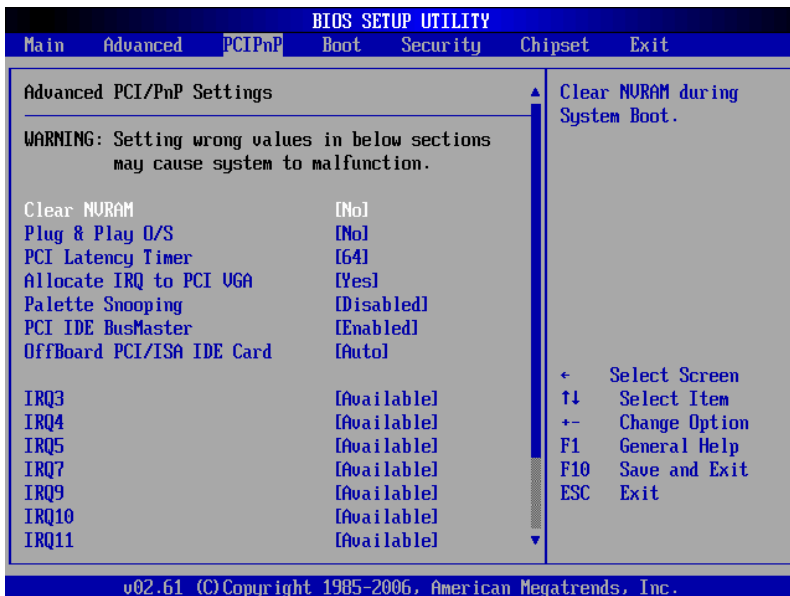 BIOS SETUP UTILITY
Main Advanced PCIPnP Boot Security Chipset Exit
Advanced PCI/PnP Settings
WARNING: Setting wrong values in below sections
may cause system to malfunction.
Clear NVRAM [No]
Plug & Play O/S [No]
PCI Latency Timer [64]
Allocate IRQ to PCI VGA [Yes]
Palette Snooping [Disabled]
PCI IDE BusMaster [Enabled]
OffBoard PCI/ISA IDE Card [Auto]
IRQ3 [Available]
IRQ4 [Available]
IRQ5 [Available]
IRQ7 [Available]
IRQ9 [Available]
IRQ10 [Available]
IRQ11 [Available]
Clear NVRAM during
System Boot.
← Select Screen
↑↓ Select Item
+- Change Option
F1 General Help
F10 Save and Exit
ESC Exit
v02.61 (C)Copyright 1985-2006, American Megatrends, Inc.